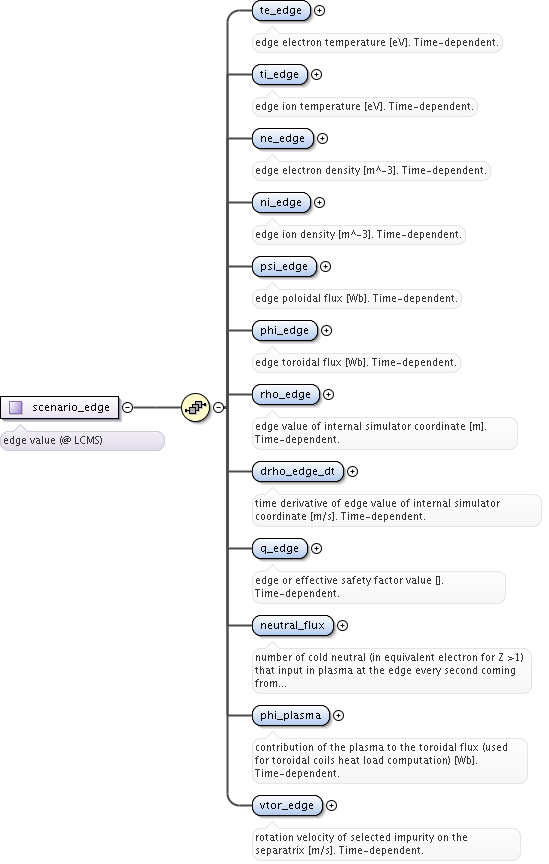 te_edge
edge electron temperature [eV]. Time-dependent.
ti_edge
edge ion temperature [eV]. Time-dependent.
ne_edge
edge electron density [m^-3]. Time-dependent.
ni_edge
edge ion density [m^-3]. Time-dependent.
psi_edge
edge poloidal flux [Wb]. Time-dependent.
phi_edge
edge toroidal flux [Wb]. Time-dependent.
scenario_edge
edge value (@ LCMS)
rho_edge
edge value of internal simulator coordinate [m].
Time-dependent.
drho_edge_dt
time derivative of edge value of internal simulator
coordinate [m/s]. Time-dependent.
q_edge
edge or effective safety factor value [].
Time-dependent.
neutral_flux
number of cold neutral (in equivalent electron for Z >1)
that input in plasma at the edge every second coming
from...
phi_plasma
contribution of the plasma to the toroidal flux (used
for toroidal coils heat load computation) [Wb].
Time-dependent.
vtor_edge
rotation velocity of selected impurity on the
separatrix [m/s]. Time-dependent.